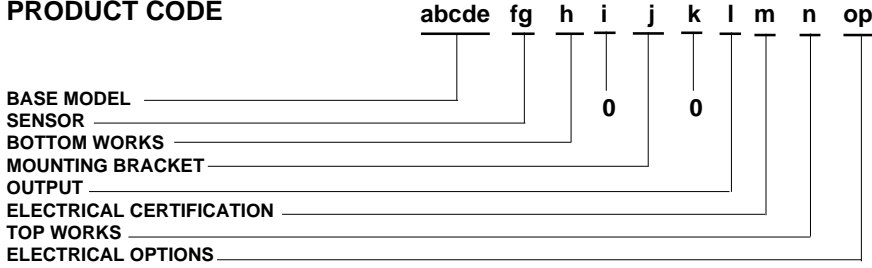 PRODUCT CODE abcde fg h i j k l m n op
BASE MODEL
0 0
SENSOR
BOTTOM WORKS
MOUNTING BRACKET
OUTPUT
ELECTRICAL CERTIFICATION
TOP WORKS
ELECTRICAL OPTIONS